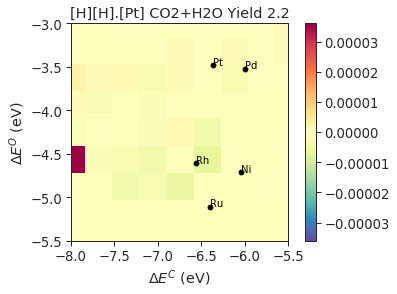 [H][H].[Pt] CO2+H2O Yield 2.2
−3.0
−3.5
−4.0
−4.5
−5.0
−5.5
ΔE^O (eV)
Pt
Pd
Rh
Ni
Ru
−8.0 −7.5 −7.0 −6.5 −6.0 −5.5
ΔE^C (eV)
0.00003
0.00002
0.00001
0.00000
−0.00001
−0.00002
−0.00003